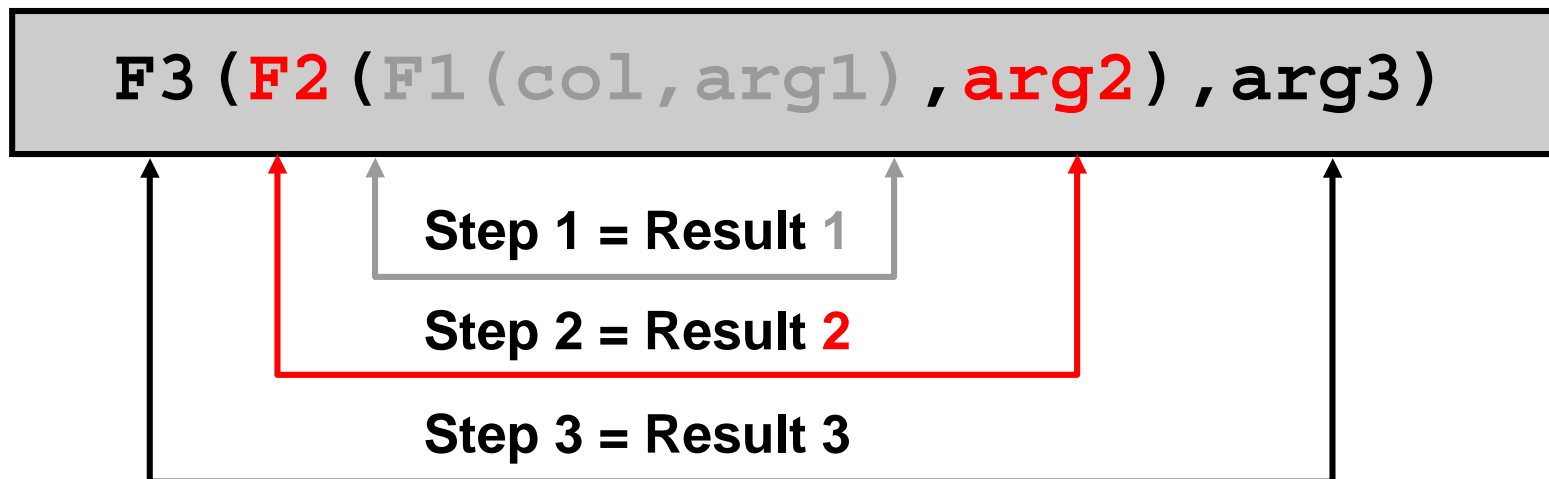 F3(F2(F1(col,arg1),arg2),arg3)
Step 1 = Result 1
Step 2 = Result 2
Step 3 = Result 3